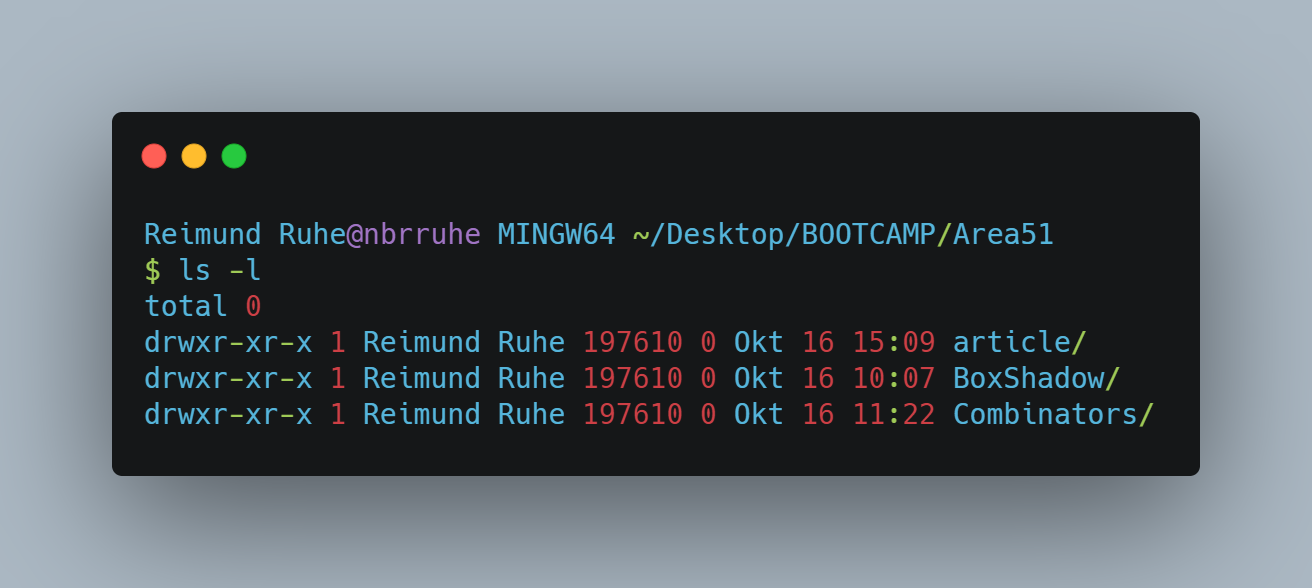 Reimund Ruhe@nbrruhe MINGW64 ~/Desktop/BOOTCAMP/Area51
$ ls -l
total 0
drwxr-xr-x 1 Reimund Ruhe 197610 0 Okt 16 15:09 article/
drwxr-xr-x 1 Reimund Ruhe 197610 0 Okt 16 10:07 BoxShadow/
drwxr-xr-x 1 Reimund Ruhe 197610 0 Okt 16 11:22 Combinators/